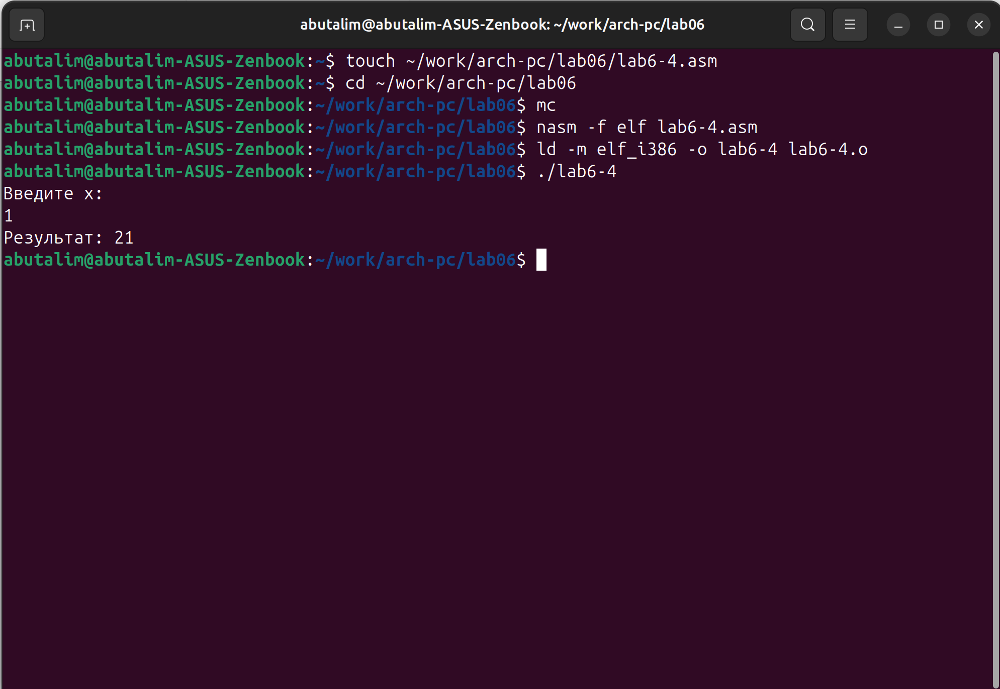 abutalim@abutalim-ASUS-Zenbook: ~/work/arch-pc/lab06
abutalim@abutalim-ASUS-Zenbook:~$ touch ~/work/arch-pc/lab06/lab6-4.asm
abutalim@abutalim-ASUS-Zenbook:~$ cd ~/work/arch-pc/lab06
abutalim@abutalim-ASUS-Zenbook:~/work/arch-pc/lab06$ mc
abutalim@abutalim-ASUS-Zenbook:~/work/arch-pc/lab06$ nasm -f elf lab6-4.asm
abutalim@abutalim-ASUS-Zenbook:~/work/arch-pc/lab06$ ld -m elf_i386 -o lab6-4 lab6-4.o
abutalim@abutalim-ASUS-Zenbook:~/work/arch-pc/lab06$ ./lab6-4
Введите x:
1
Результат: 21
abutalim@abutalim-ASUS-Zenbook:~/work/arch-pc/lab06$